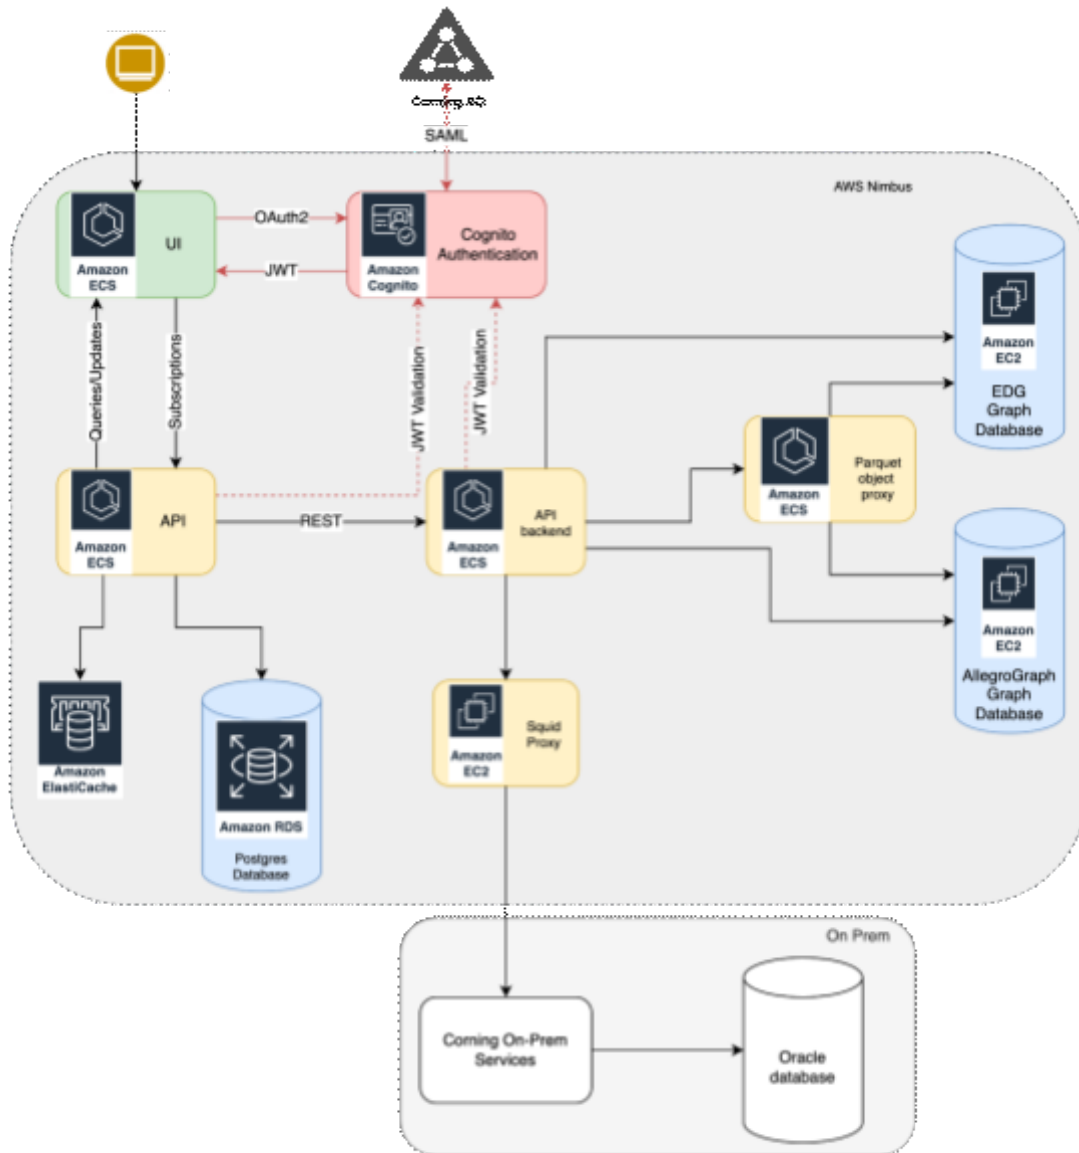 Corning AD
SAML
AWS Nimbus
Amazon
ECS
UI
OAuth2
JWT
Amazon
Cognito
Cognito
Authentication
Queries/Updates
Subscriptions
JWT Validation
JWT Validation
Amazon
EC2
EDG
Graph
Database
Amazon
ECS
API
REST
Amazon
ECS
API
backend
Amazon
ECS
Parquet
object
proxy
Amazon
EC2
AllegroGraph
Graph
Database
Amazon
ElastiCache
Amazon RDS
Postgres
Database
Amazon
EC2
Squid
Proxy
On Prem
Corning On-Prem
Services
Oracle
database